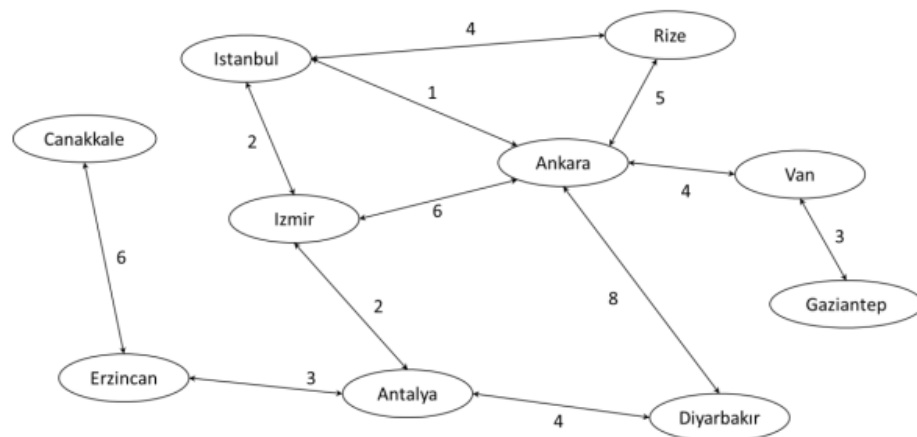 4
Rize
Istanbul
1
5
Canakkale
2
Ankara
Van
4
Izmir
6
3
6
8
Gaziantep
2
Erzincan
3
Antalya
4
Diyarbakır